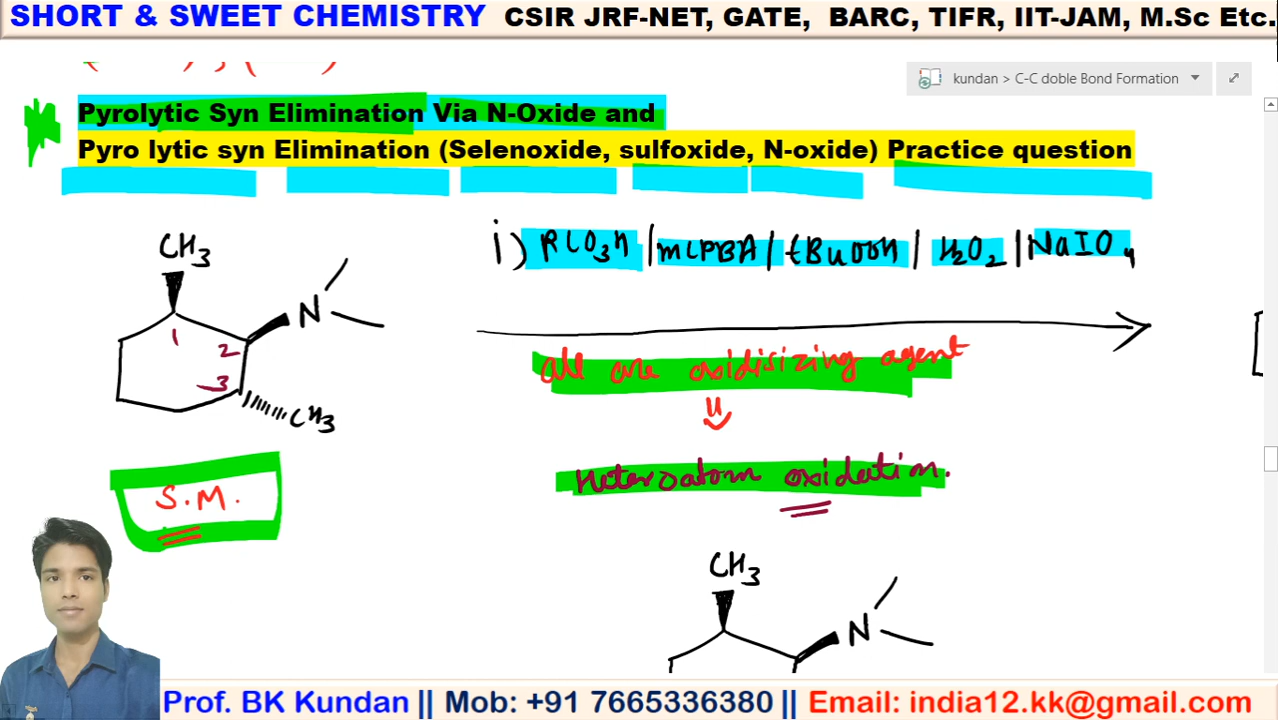 SHORT & SWEET CHEMISTRY CSIR JRF-NET, GATE, BARC, TIFR, IIT-JAM, M.Sc Etc.
kundan > C-C doble Bond Formation
Pyrolytic Syn Elimination Via N-Oxide and
Pyro lytic syn Elimination (Selenoxide, sulfoxide, N-oxide) Practice question
i) RCO3H | mCPBA | tBuOOH | H2O2 | NaIO4
CH3
N
1
2
3
CH3
all are oxidisizing agent
Heteroatom oxidation.
S.M.
CH3
N
Prof. BK Kundan || Mob: +91 7665336380 || Email: india12.kk@gmail.com